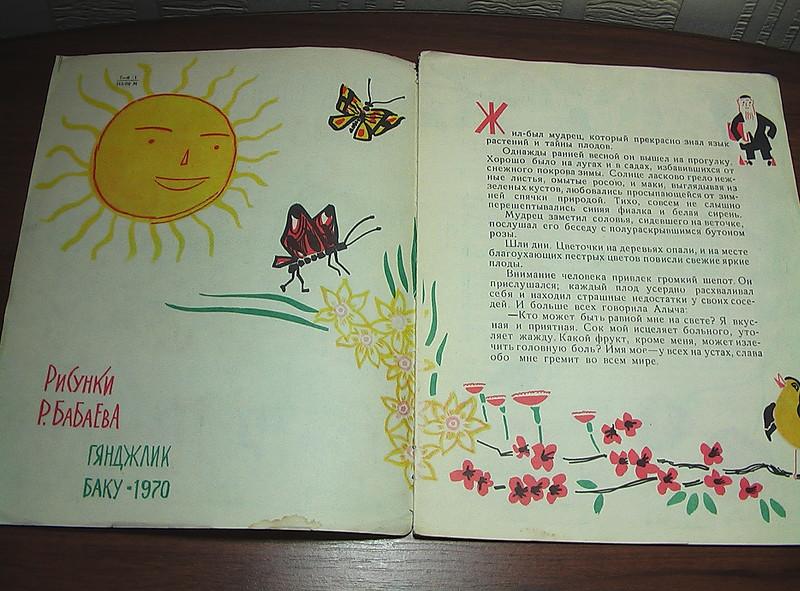 РИСУНКИ
Р. БАБАЕВА
ГЯНДЖЛИК
БАКУ - 1970
Жил-был мудрец, который прекрасно знал язык
растений и тайны плодов.
Однажды ранней весной он вышел на прогулку.
Хорошо было на лугах и в садах, избавившихся от
снежного покрова зимы. Солнце ласково грело неж-
ные листья, омытые росою, и маки, выглядывая из
зеленых кустов, любовались просыпающейся от зим-
ней спячки природой. Тихо, совсем не слышно
перешептывались синяя фиалка и белая сирень.
Мудрец заметил соловья, сидевшего на веточке,
послушал его беседу с полураскрывшимся бутоном
розы.
Шли дни. Цветочки на деревьях опали, и на месте
благоухающих пестрых цветов повисли свежие яркие
плоды.
Внимание человека привлек громкий шепот. Он
прислушался; каждый плод усердно расхваливал
себя и находил страшные недостатки у своих сосе-
дей. И больше всех говорила Алыча:
—Кто может быть равной мне на свете? Я вкус-
ная и приятная. Сок мой исцеляет больного, уто-
ляет жажду. Какой фрукт, кроме меня, может изле-
чить головную боль? Имя мое—у всех на устах, слава
обо мне гремит во всем мире.